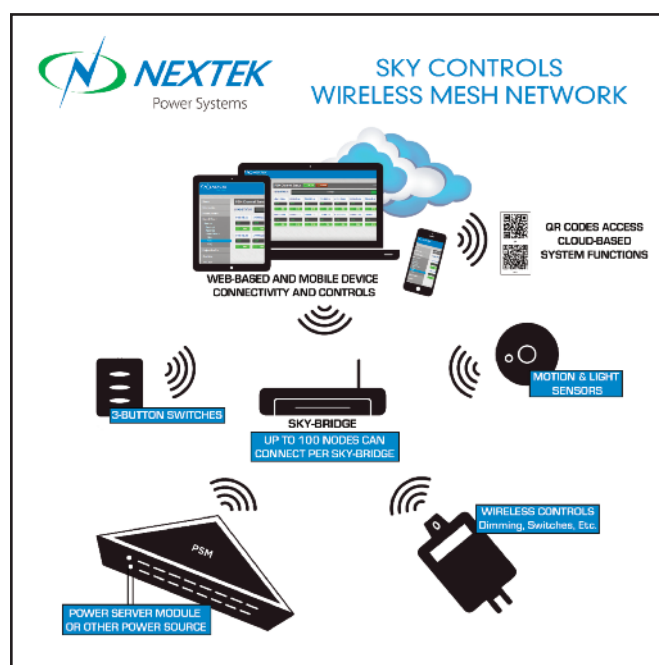 NEXTEK
Power Systems
SKY CONTROLS
WIRELESS MESH NETWORK
QR CODES ACCESS
CLOUD-BASED
SYSTEM FUNCTIONS
WEB-BASED AND MOBILE DEVICE
CONNECTIVITY AND CONTROLS
3-BUTTON SWITCHES
SKY-BRIDGE
UP TO 100 NODES CAN
CONNECT PER SKY-BRIDGE
MOTION & LIGHT
SENSORS
PSM
WIRELESS CONTROLS
Dimming, Switches, Etc.
POWER SERVER MODULE
OR OTHER POWER SOURCE